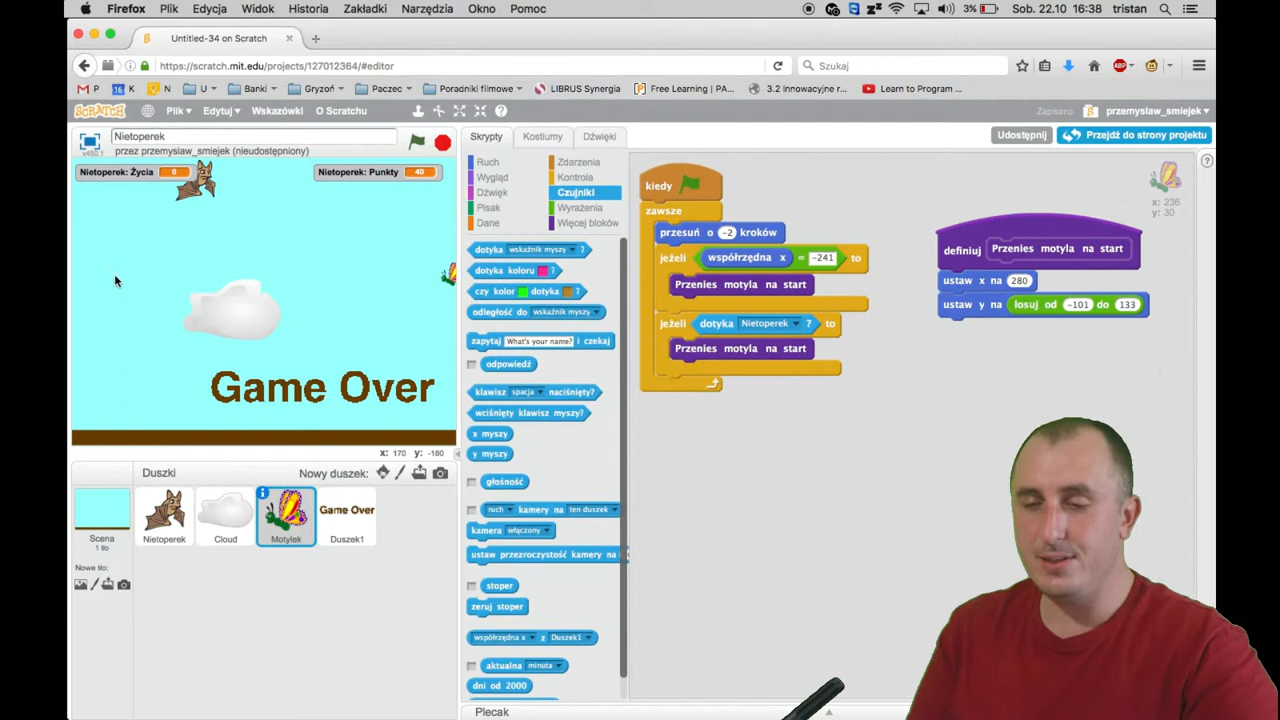 Firefox Plik Edycja Widok Historia Zakładki Narzędzia Okno Pomoc 3% Sob. 22.10 16:38 tristan
Untitled-34 on Scratch
https://scratch.mit.edu/projects/127012364/#editor Szukaj
P K N U Banki Gryzoń Paczec Poradniki filmowe LIBRUS Synergia Free Learning | PA... 3.2 Innowacyjne r... Learn to Program ...
SCRATCH Plik Edytuj Wskazówki O Scratchu Zapisano przemyslaw_smiejek
Nietoperek Skrypty Kostiumy Dźwięki Udostępnij Przejdź do strony projektu
v450.1 przez przemyslaw_smiejek (nieudostępniony)
Nietoperek: Życia 0 Nietoperek: Punkty 40
Game Over
x: 170 y: -180
Duszki Nowy duszek:
Scena
1 tło
Nowe tło:
Nietoperek Cloud Motylek Duszek1
Game Over
Ruch Zdarzenia
Wygląd Kontrola
Dźwięk Czujniki
Pisak Wyrażenia
Dane Więcej bloków
dotyka wskaźnik myszy ?
dotyka koloru ?
czy kolor dotyka ?
odległość do wskaźnik myszy
zapytaj What's your name? i czekaj
odpowiedź
klawisz spacja naciśnięty?
wciśnięty klawisz myszy?
x myszy
y myszy
głośność
ruch kamery na ten duszek
kamera włączony
ustaw przezroczystość kamery na
stoper
zeruj stoper
współrzędna x z Duszek1
aktualna minuta
dni od 2000
kiedy
zawsze
przesuń o -2 kroków
jeżeli współrzędna x = -241 to
Przenies motyla na start
jeżeli dotyka Nietoperek ? to
Przenies motyla na start
definiuj Przenies motyla na start
ustaw x na 280
ustaw y na losuj od -101 do 133
x: 236
y: 30
Plecak